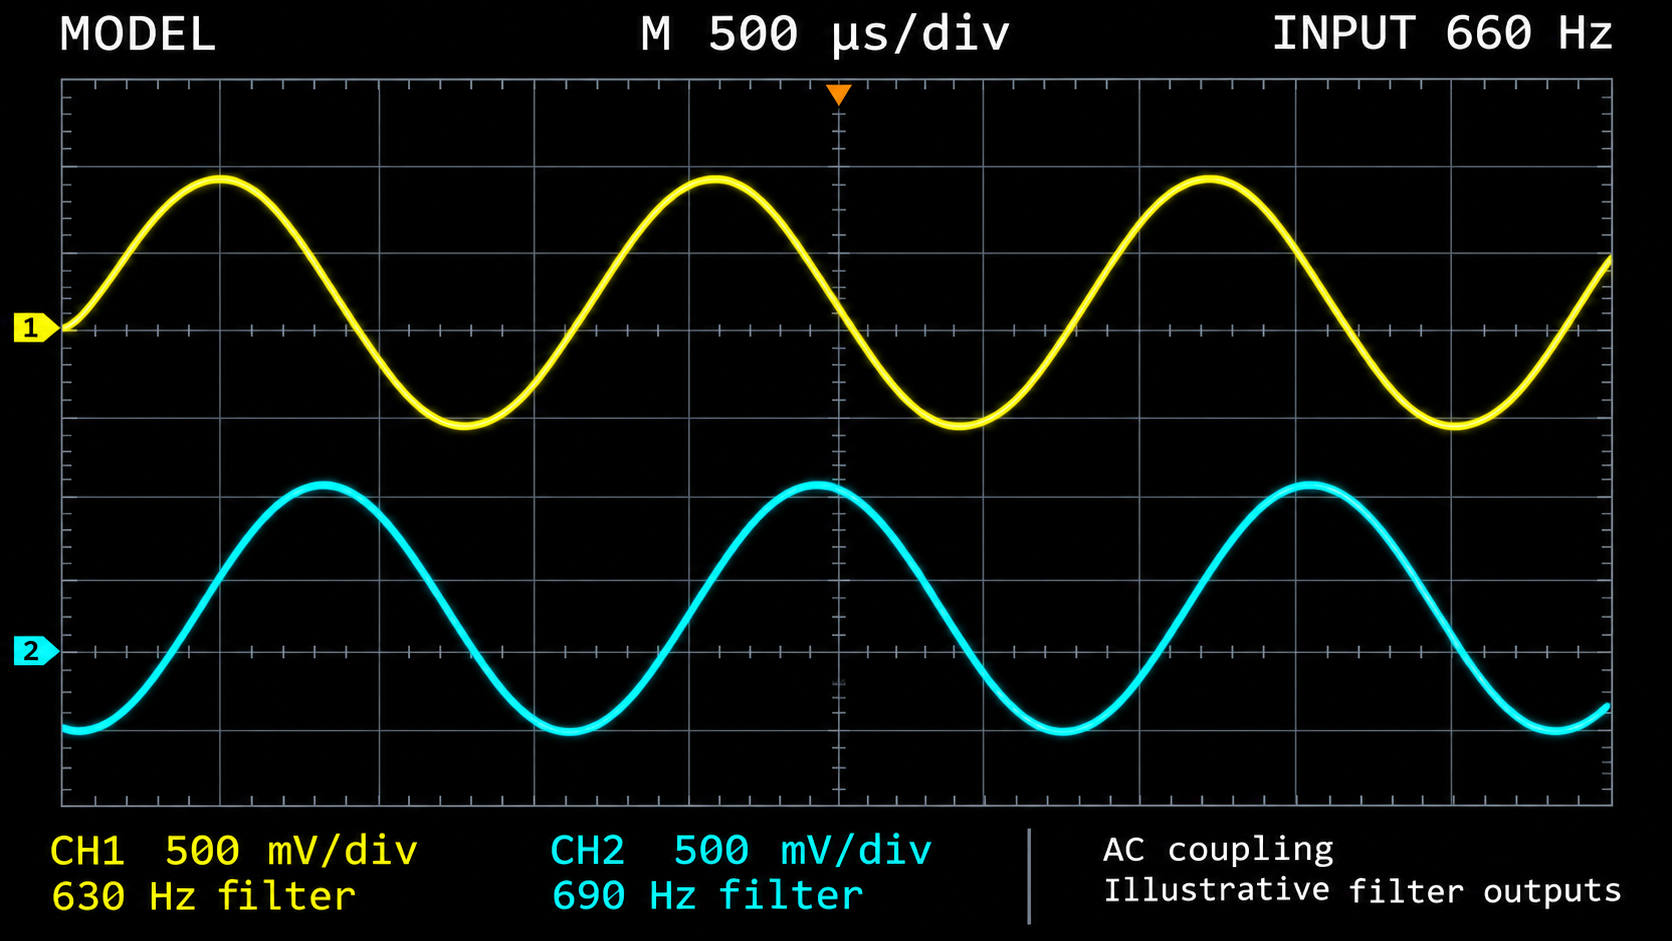 MODEL M 500 µs/div INPUT 660 Hz
1
2
CH1 500 mV/div CH2 500 mV/div AC coupling
630 Hz filter 690 Hz filter Illustrative filter outputs